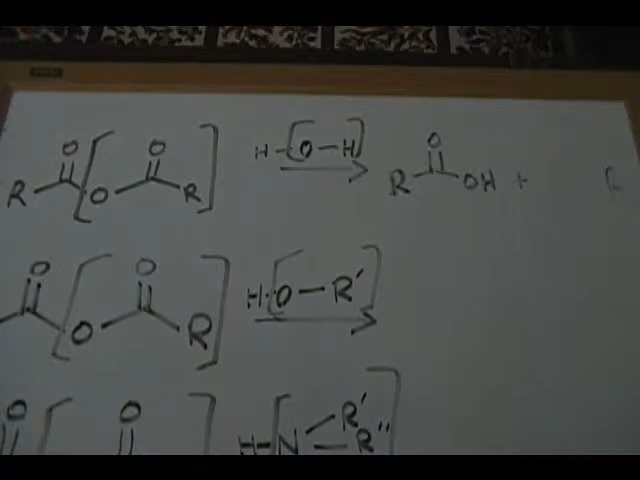 O O H-O-H O
R O R R OH + R
O O H-O-R'
O R
O O H-N R' R"